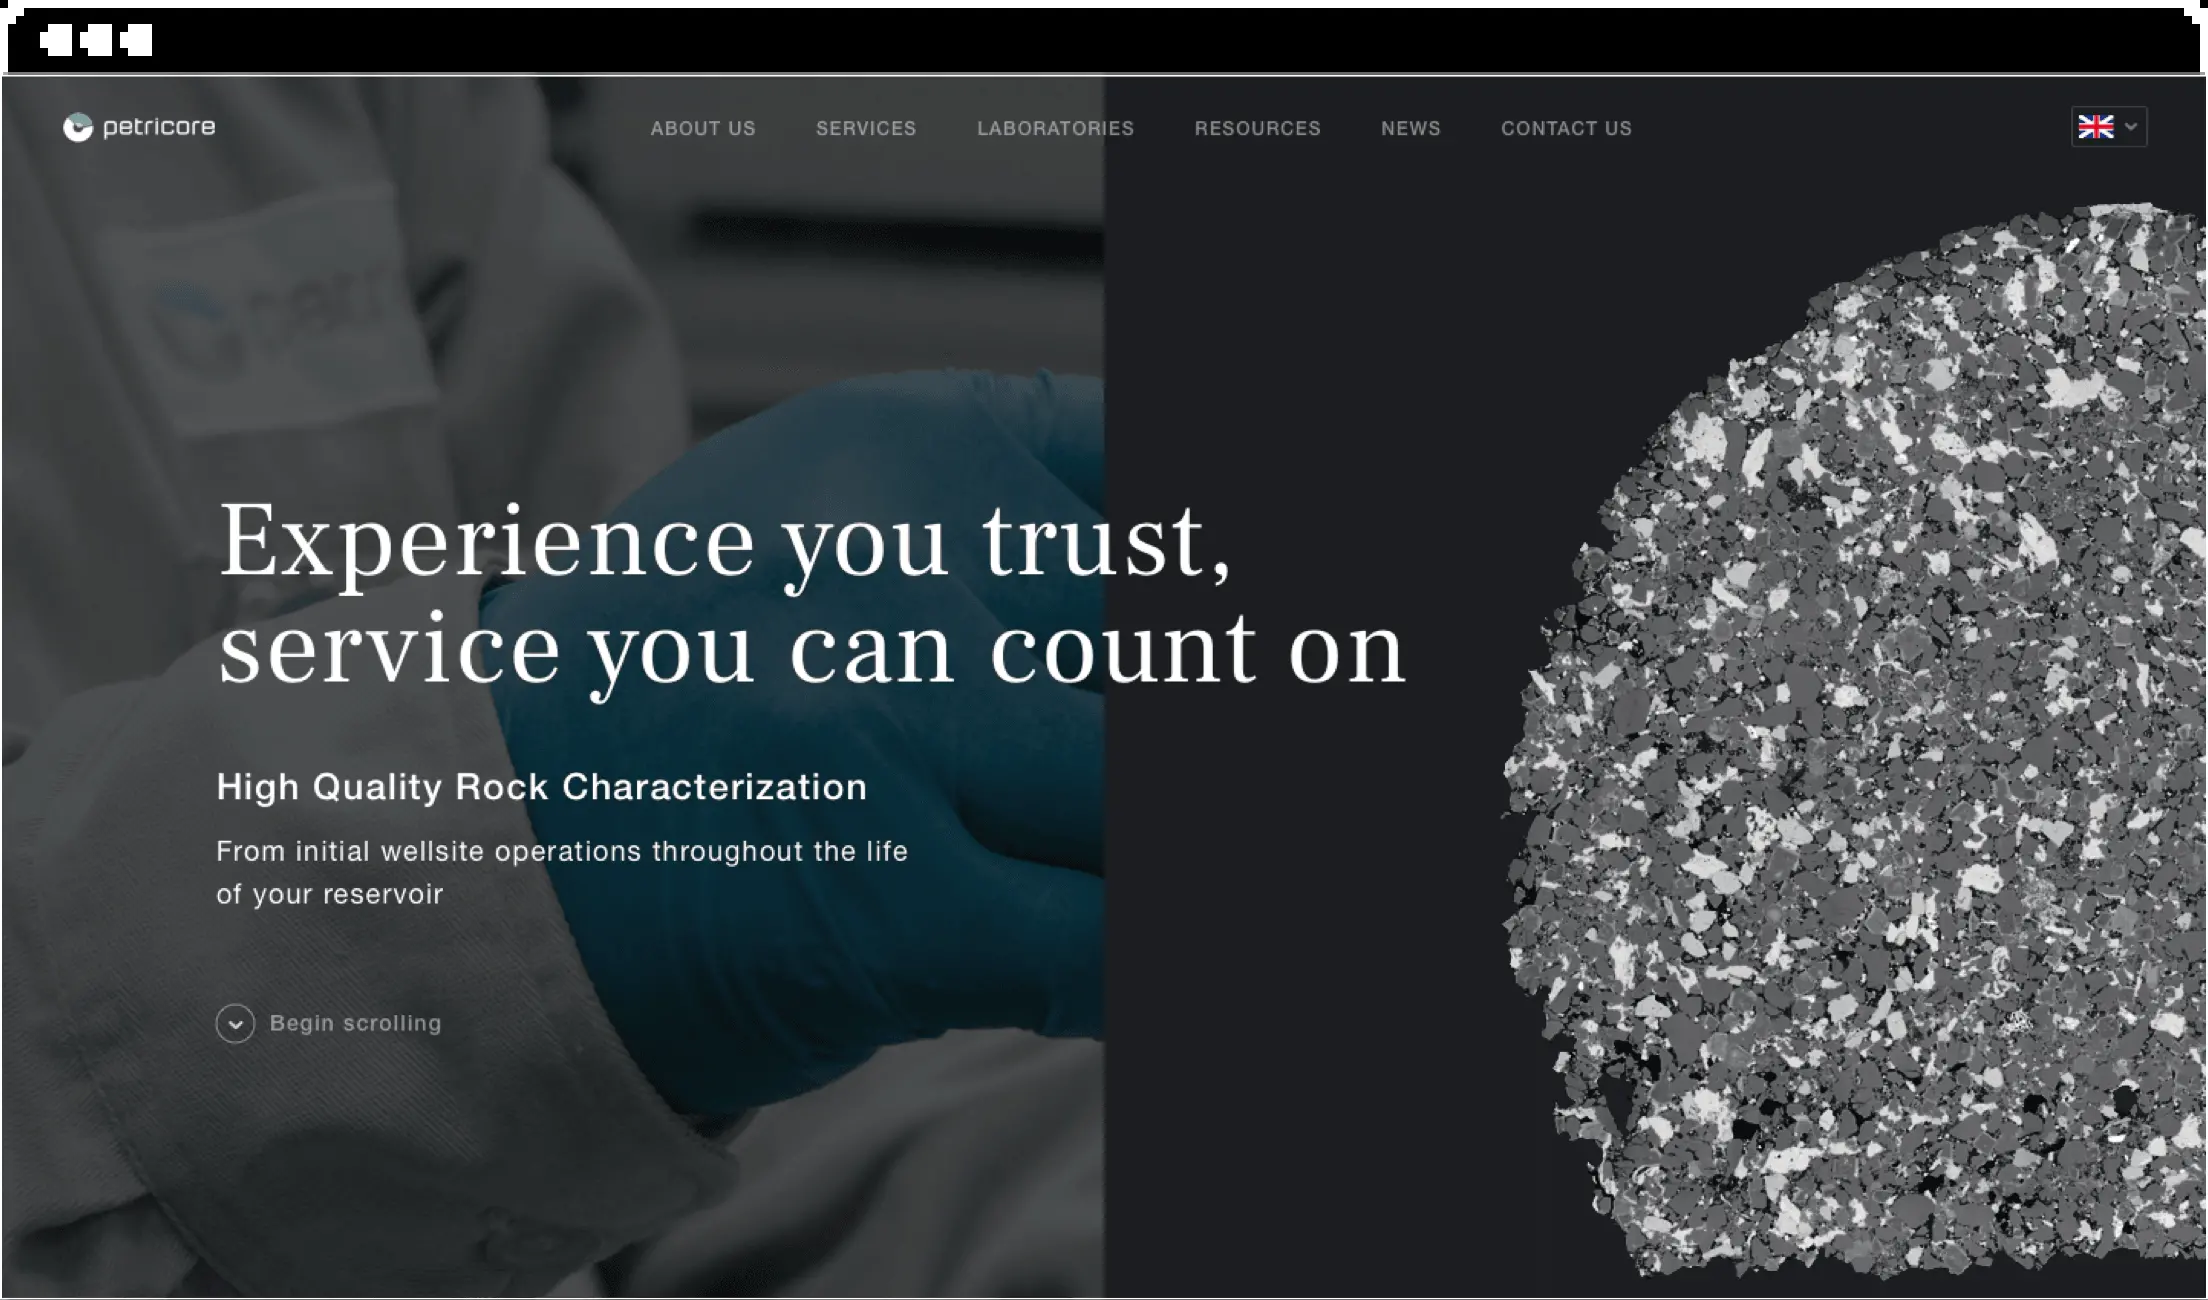 petricore
ABOUT US
SERVICES
LABORATORIES
RESOURCES
NEWS
CONTACT US
Experience you trust,
service you can count on
High Quality Rock Characterization
From initial wellsite operations throughout the life
of your reservoir
Begin scrolling